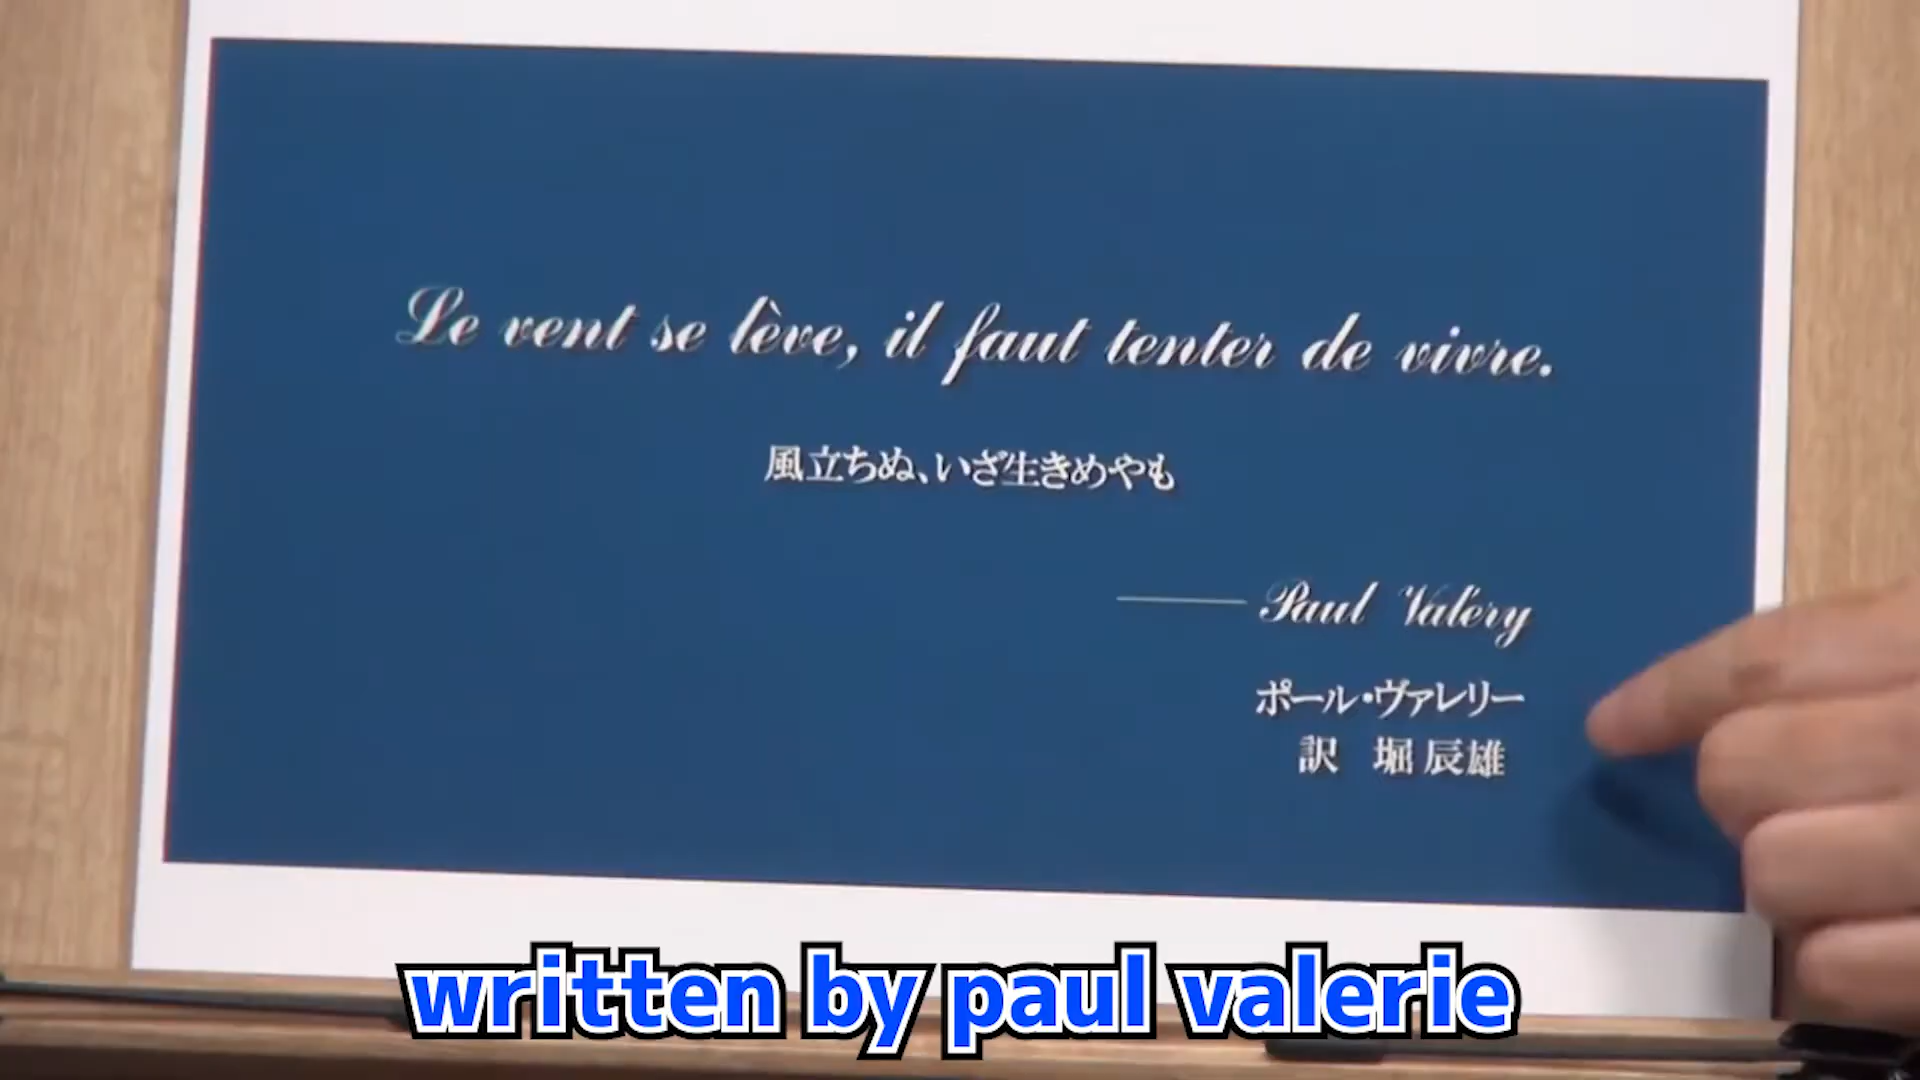 Le vent se lève, il faut tenter de vivre.
風立ちぬ、いざ生きめやも
Paul Valéry
ポール・ヴァレリー
訳 堀 辰雄
written by paul valerie